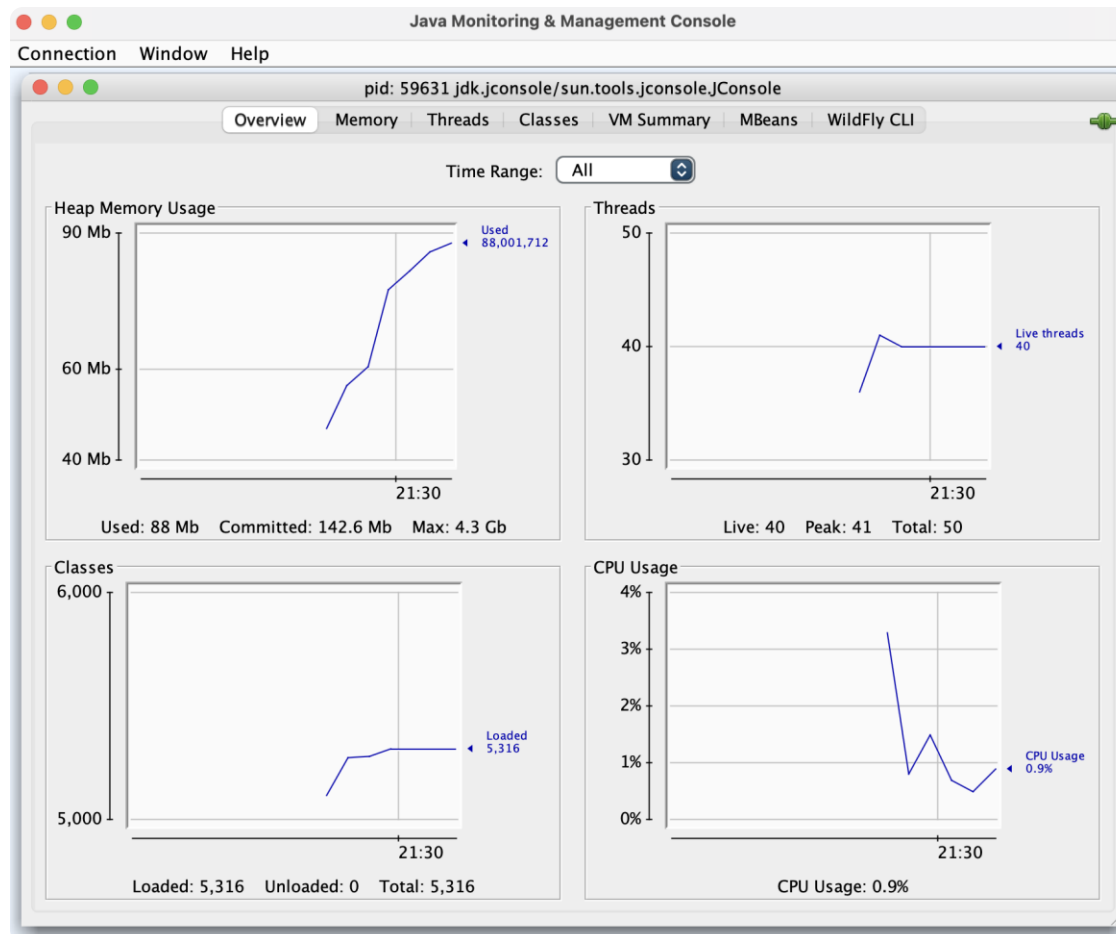 Java Monitoring & Management Console
Connection Window Help
pid: 59631 jdk.jconsole/sun.tools.jconsole.JConsole
Overview Memory Threads Classes VM Summary MBeans WildFly CLI
Time Range: All
Heap Memory Usage
90 Mb
60 Mb
40 Mb
Used
88,001,712
21:30
Used: 88 Mb Committed: 142.6 Mb Max: 4.3 Gb
Threads
50
40
30
Live threads
40
21:30
Live: 40 Peak: 41 Total: 50
Classes
6,000
5,000
Loaded
5,316
21:30
Loaded: 5,316 Unloaded: 0 Total: 5,316
CPU Usage
4%
3%
2%
1%
0%
CPU Usage
0.9%
21:30
CPU Usage: 0.9%